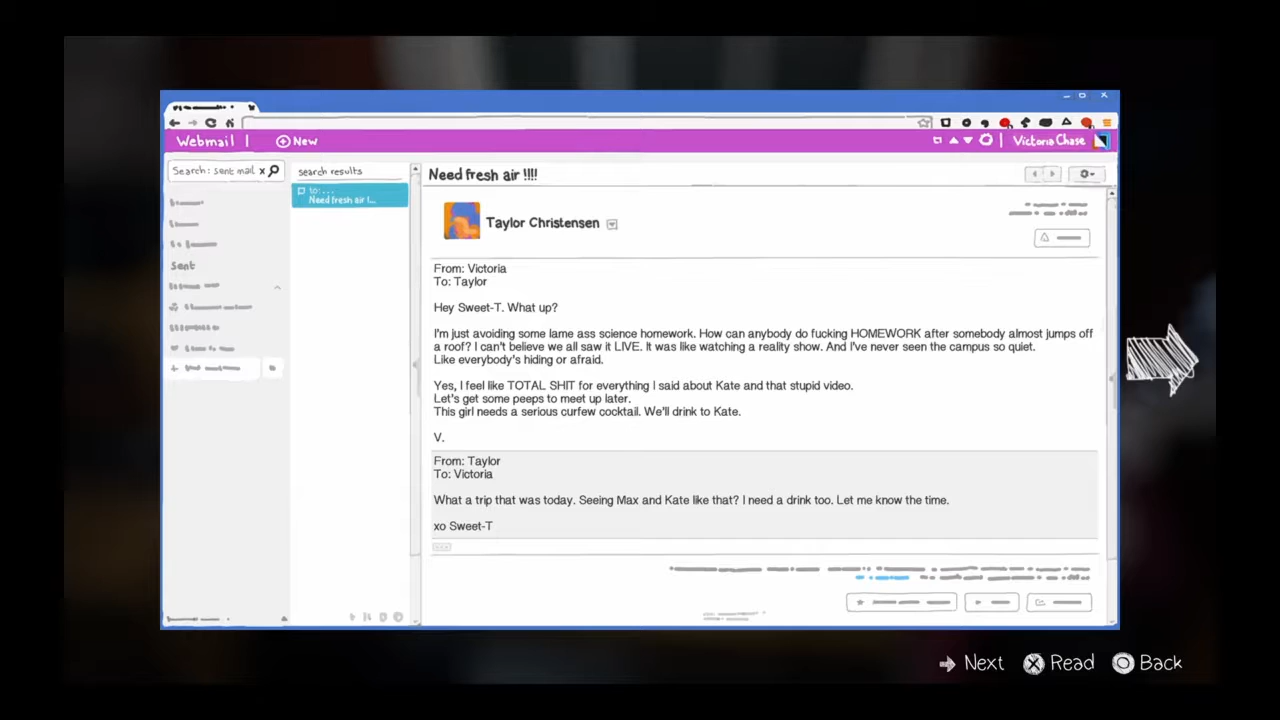 Webmail | New
Victoria Chase
Search: sent mail x
search results
Need fresh air !!!!
to: ...
Need fresh air !...
Taylor Christensen
Sent
From: Victoria
To: Taylor
Hey Sweet-T. What up?
I'm just avoiding some lame ass science homework. How can anybody do fucking HOMEWORK after somebody almost jumps off
a roof? I can't believe we all saw it LIVE. It was like watching a reality show. And I've never seen the campus so quiet.
Like everybody's hiding or afraid.
Yes, I feel like TOTAL SHIT for everything I said about Kate and that stupid video.
Let's get some peeps to meet up later.
This girl needs a serious curfew cocktail. We'll drink to Kate.
V.
From: Taylor
To: Victoria
What a trip that was today. Seeing Max and Kate like that? I need a drink too. Let me know the time.
xo Sweet-T
Next
Read
Back